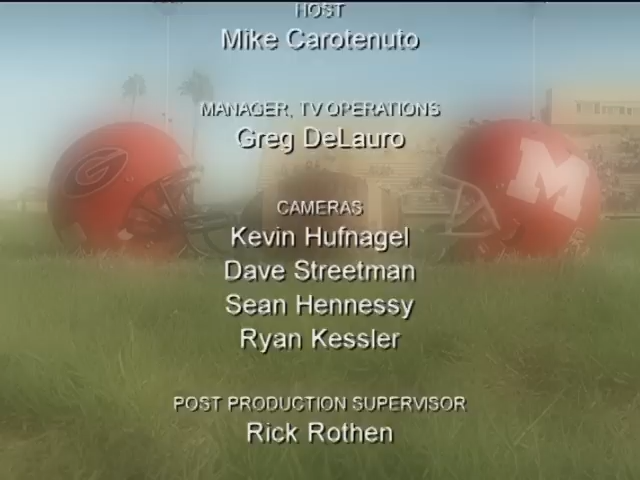 HOST
Mike Carotenuto
MANAGER, TV OPERATIONS
Greg DeLauro
CAMERAS
Kevin Hufnagel
Dave Streetman
Sean Hennessy
Ryan Kessler
POST PRODUCTION SUPERVISOR
Rick Rothen
G
M